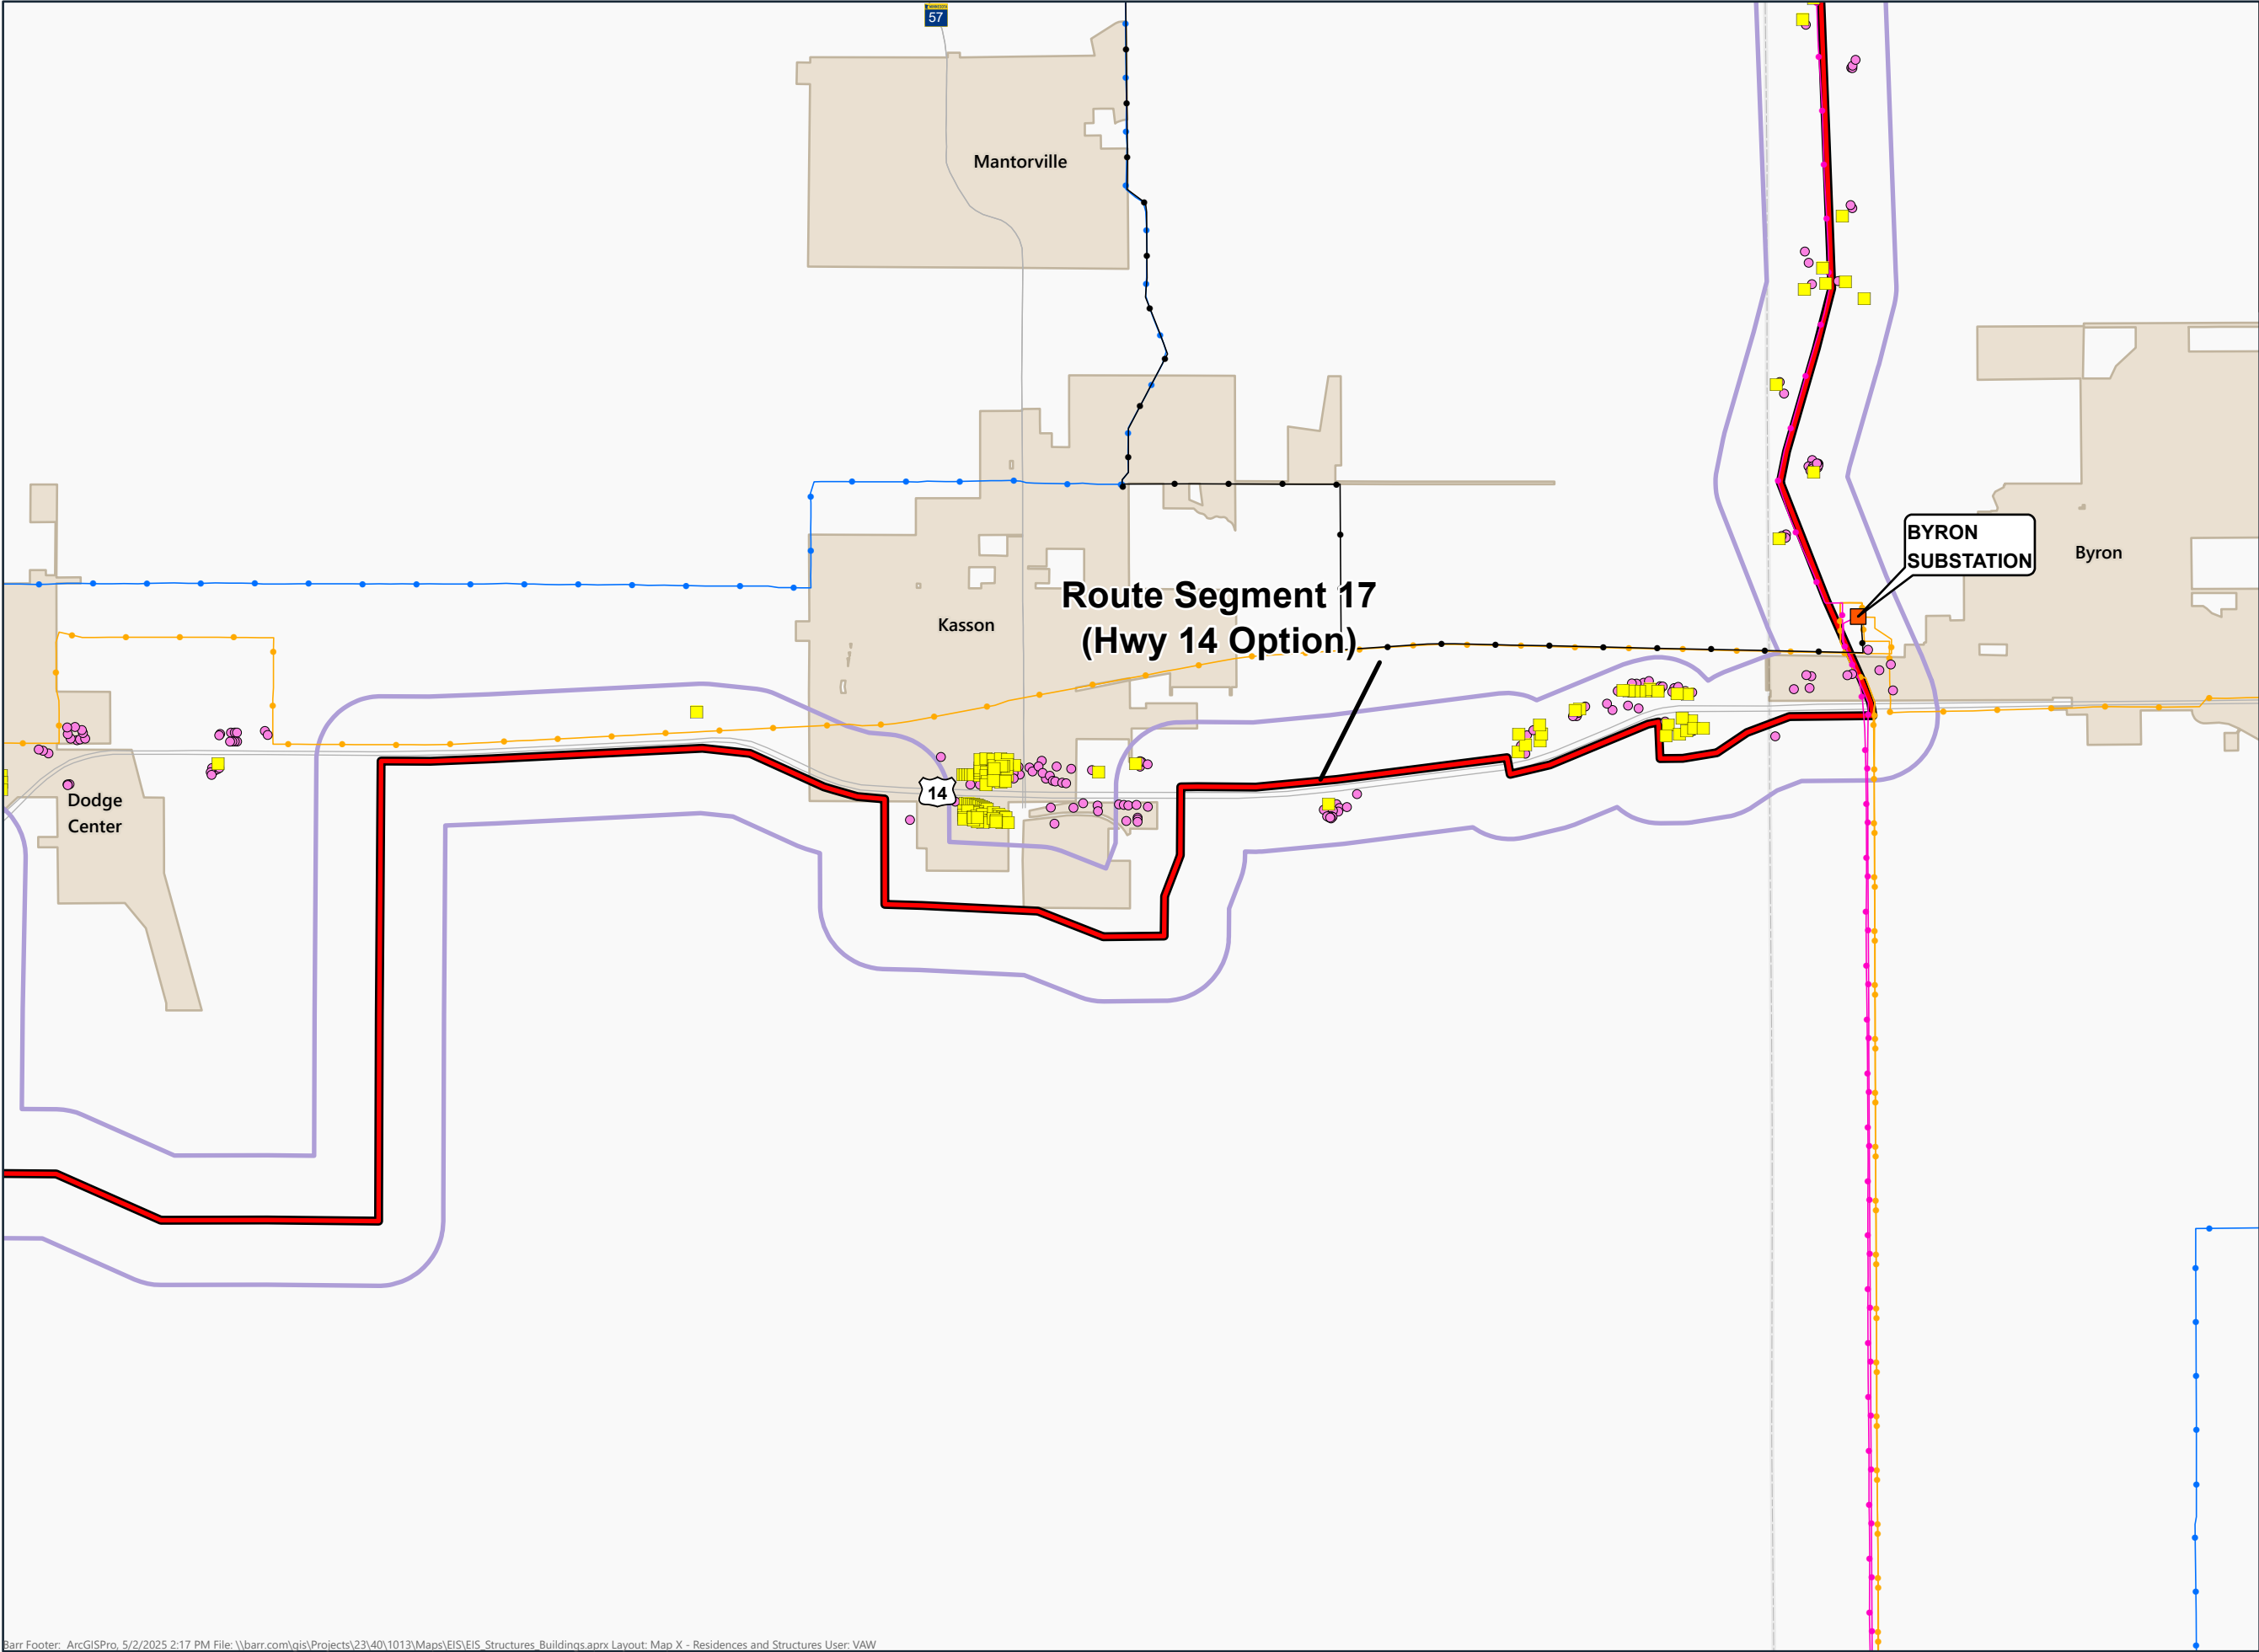 MINNESOTA
57
Mantorville
BYRON
SUBSTATION
Byron
Route Segment 17
(Hwy 14 Option)
Kasson
14
Dodge
Center
Barr Footer: ArcGISPro, 5/2/2025 2:17 PM File: \\barr.com\gis\Projects\23\40\1013\Maps\EIS\EIS_Structures_Buildings.aprx Layout: Map X - Residences and Structures User: VAW